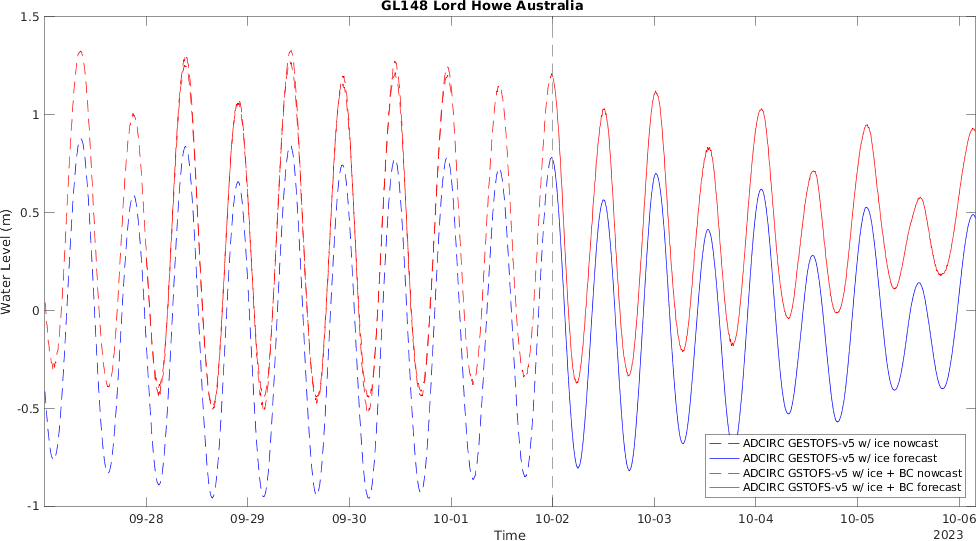 GL148 Lord Howe Australia
1.5
1
0.5
0
-0.5
-1
Water Level (m)
09-28 09-29 09-30 10-01 10-02 10-03 10-04 10-05 10-06
Time
2023
ADCIRC GESTOFS-v5 w/ ice nowcast
ADCIRC GESTOFS-v5 w/ ice forecast
ADCIRC GSTOFS-v5 w/ ice + BC nowcast
ADCIRC GSTOFS-v5 w/ ice + BC forecast